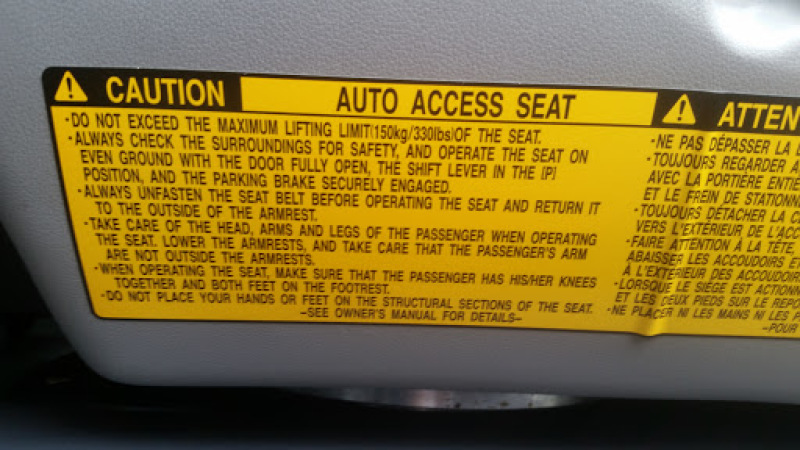 CAUTION
AUTO ACCESS SEAT
·DO NOT EXCEED THE MAXIMUM LIFTING LIMIT(150kg/330lbs)OF THE SEAT.
·ALWAYS CHECK THE SURROUNDINGS FOR SAFETY, AND OPERATE THE SEAT ON
EVEN GROUND WITH THE DOOR FULLY OPEN, THE SHIFT LEVER IN THE [P]
POSITION, AND THE PARKING BRAKE SECURELY ENGAGED.
·ALWAYS UNFASTEN THE SEAT BELT BEFORE OPERATING THE SEAT AND RETURN IT
TO THE OUTSIDE OF THE ARMREST.
·TAKE CARE OF THE HEAD, ARMS AND LEGS OF THE PASSENGER WHEN OPERATING
THE SEAT. LOWER THE ARMRESTS, AND TAKE CARE THAT THE PASSENGER'S ARM
ARE NOT OUTSIDE THE ARMRESTS.
·WHEN OPERATING THE SEAT, MAKE SURE THAT THE PASSENGER HAS HIS/HER KNEES
TOGETHER AND BOTH FEET ON THE FOOTREST.
·DO NOT PLACE YOUR HANDS OR FEET ON THE STRUCTURAL SECTIONS OF THE SEAT.
–SEE OWNER'S MANUAL FOR DETAILS–
ATTEN
·NE PAS DÉPASSER LA
·TOUJOURS REGARDER A
AVEC LA PORTIÈRE ENTIÈ
ET LE FREIN DE STATIONN
·TOUJOURS DÉTACHER LA C
VERS L'EXTÉRIEUR DE L'ACC
·FAIRE ATTENTION À LA TÊTE,
ABAISSER LES ACCOUDOIRS ET
À L'EXTÉRIEUR DES ACCOUDOIR
·LORSQUE LE SIÈGE EST ACTIONN
ET LES DEUX PIEDS SUR LE REPO
·NE PLACER NI LES MAINS NI LES P
–POUR